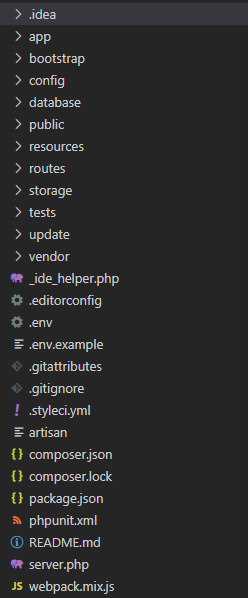 .idea
app
bootstrap
config
database
public
resources
routes
storage
tests
update
vendor
_ide_helper.php
.editorconfig
.env
.env.example
.gitattributes
.gitignore
.styleci.yml
artisan
composer.json
composer.lock
package.json
phpunit.xml
README.md
server.php
JS webpack.mix.js